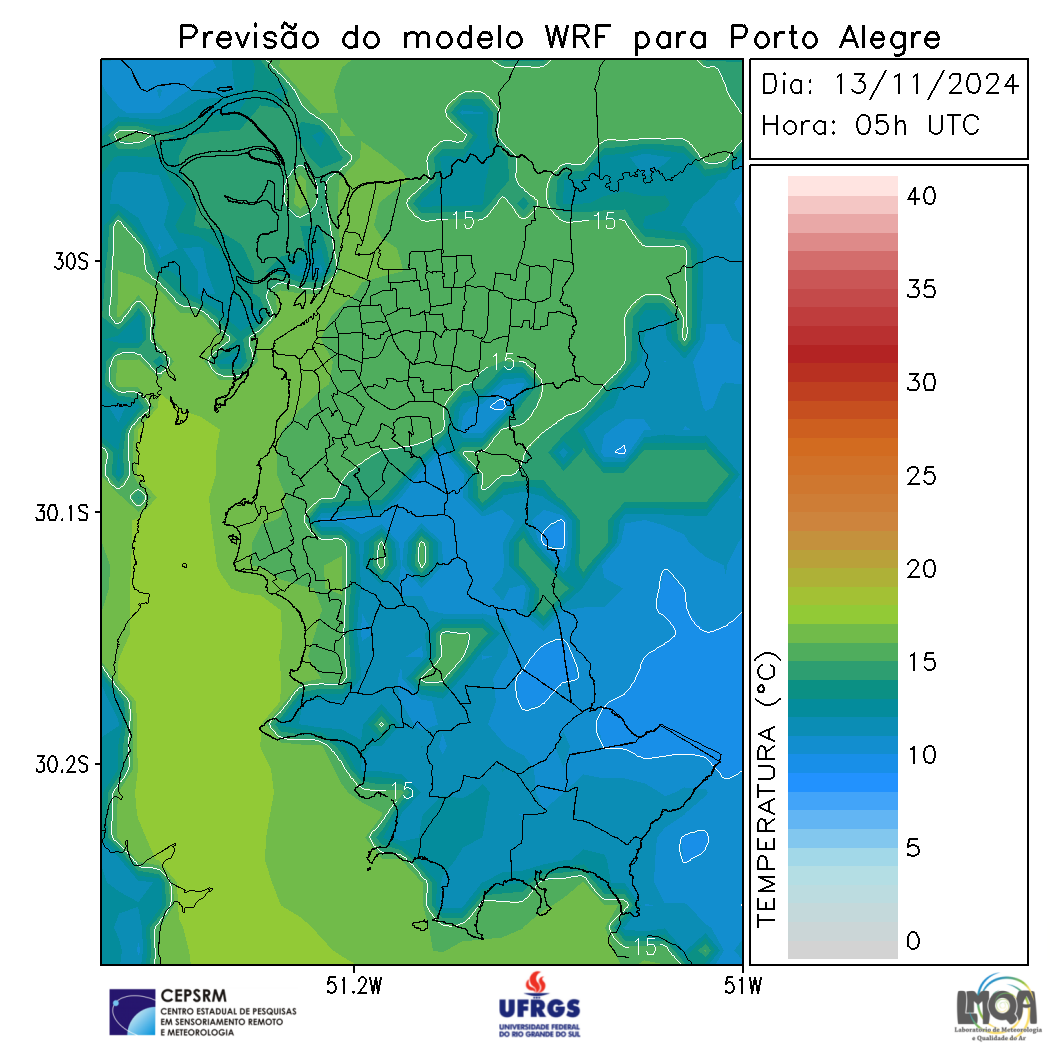 Previsão do modelo WRF para Porto Alegre
Dia: 13/11/2024
Hora: 05h UTC
40
35
30
25
20
15
10
5
0
TEMPERATURA (°C)
30S
30.1S
30.2S
51.2W
51W
15
15
15
15
15
CEPSRM
CENTRO ESTADUAL DE PESQUISAS
EM SENSORIAMENTO REMOTO
E METEOROLOGIA
UFRGS
UNIVERSIDADE FEDERAL
DO RIO GRANDE DO SUL
LMQA
Laboratório de Meteorologia
e Qualidade do Ar